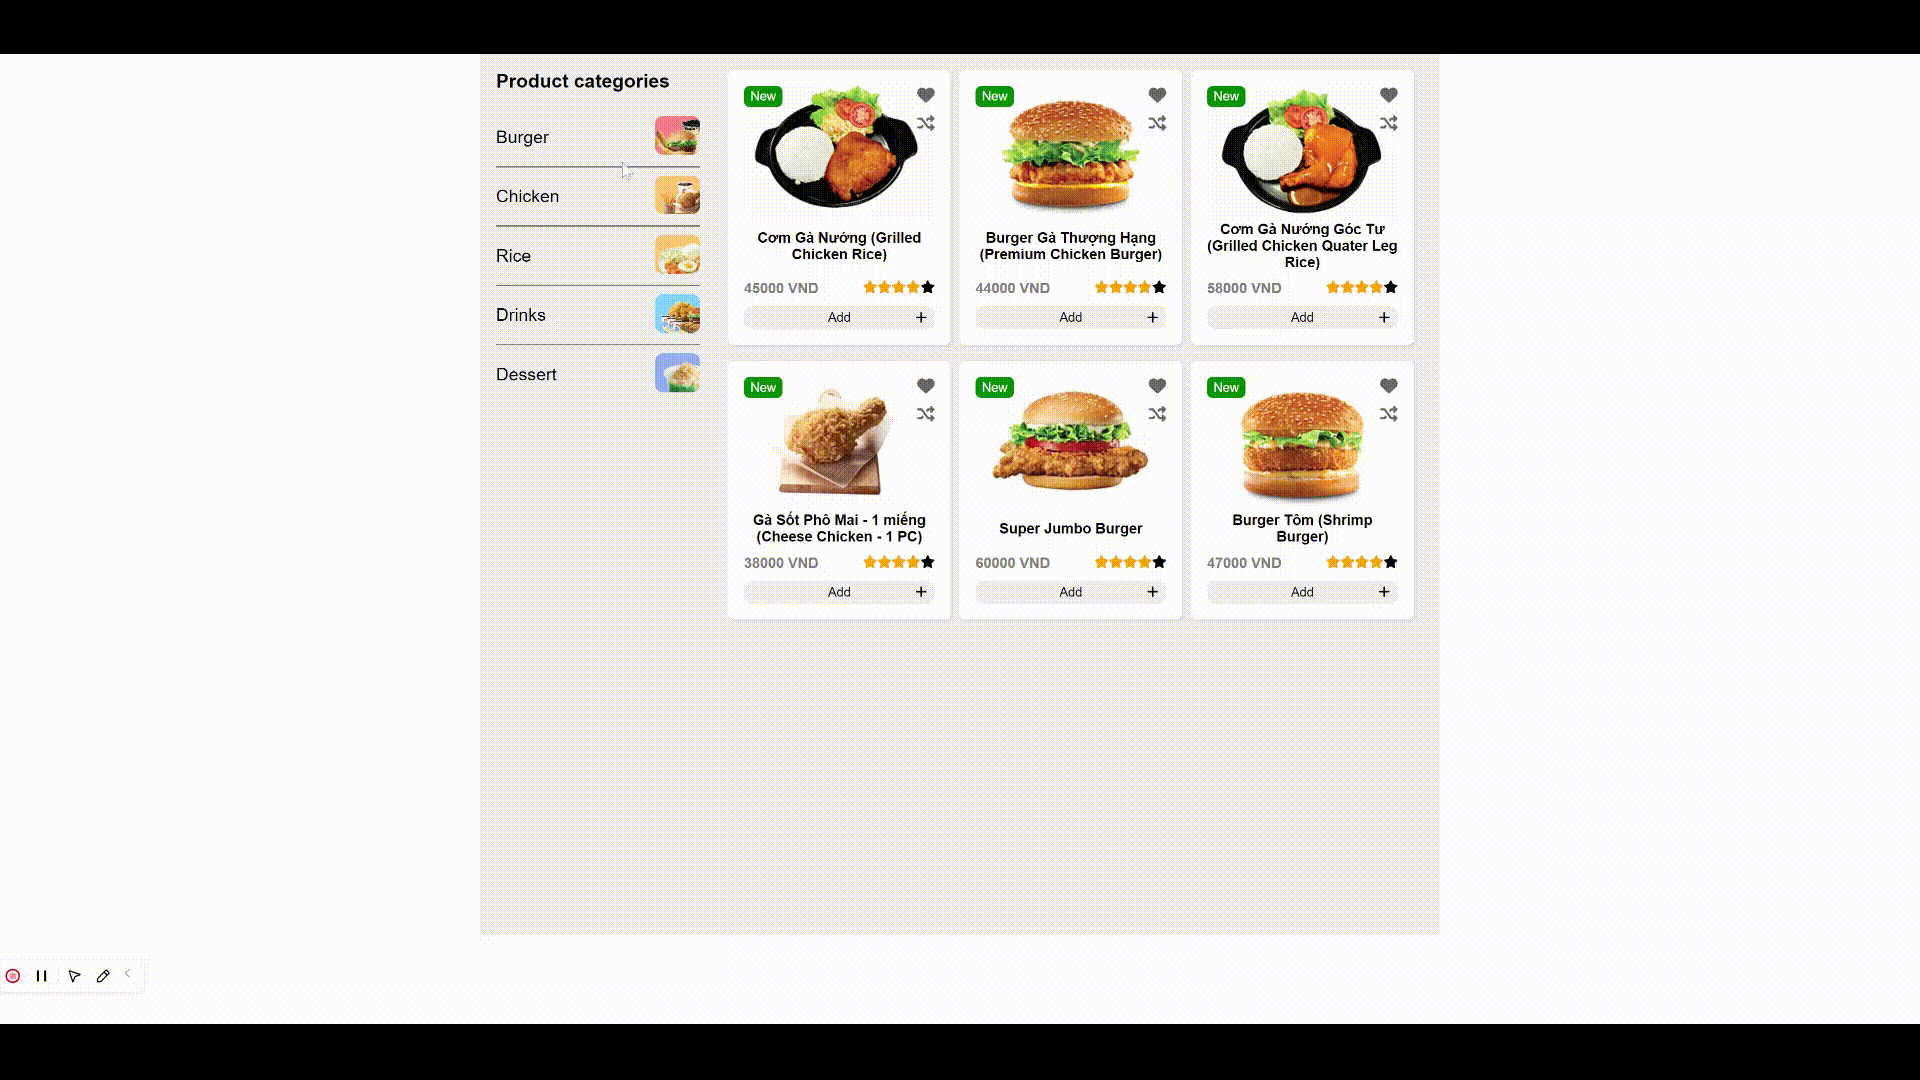 Product categories
Burger
Chicken
Rice
Drinks
Dessert
New
Cơm Gà Nướng (Grilled
Chicken Rice)
45000 VND
Add
New
Burger Gà Thượng Hạng
(Premium Chicken Burger)
44000 VND
Add
New
Cơm Gà Nướng Góc Tư
(Grilled Chicken Quater Leg
Rice)
58000 VND
Add
New
Gà Sốt Phô Mai - 1 miếng
(Cheese Chicken - 1 PC)
38000 VND
Add
New
Super Jumbo Burger
60000 VND
Add
New
Burger Tôm (Shrimp
Burger)
47000 VND
Add